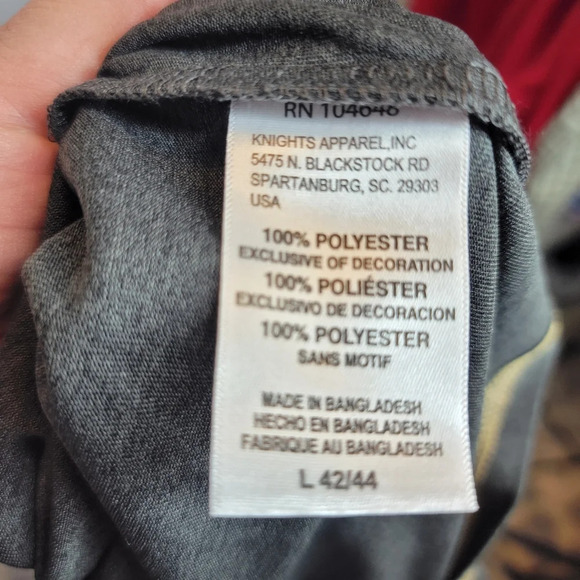 RN 104646
KNIGHTS APPAREL,INC
5475 N. BLACKSTOCK RD
SPARTANBURG, SC. 29303
USA
100% POLYESTER
EXCLUSIVE OF DECORATION
100% POLIÉSTER
EXCLUSIVO DE DECORACION
100% POLYESTER
SANS MOTIF
MADE IN BANGLADESH
HECHO EN BANGLADESH
FABRIQUE AU BANGLADESH
L 42/44